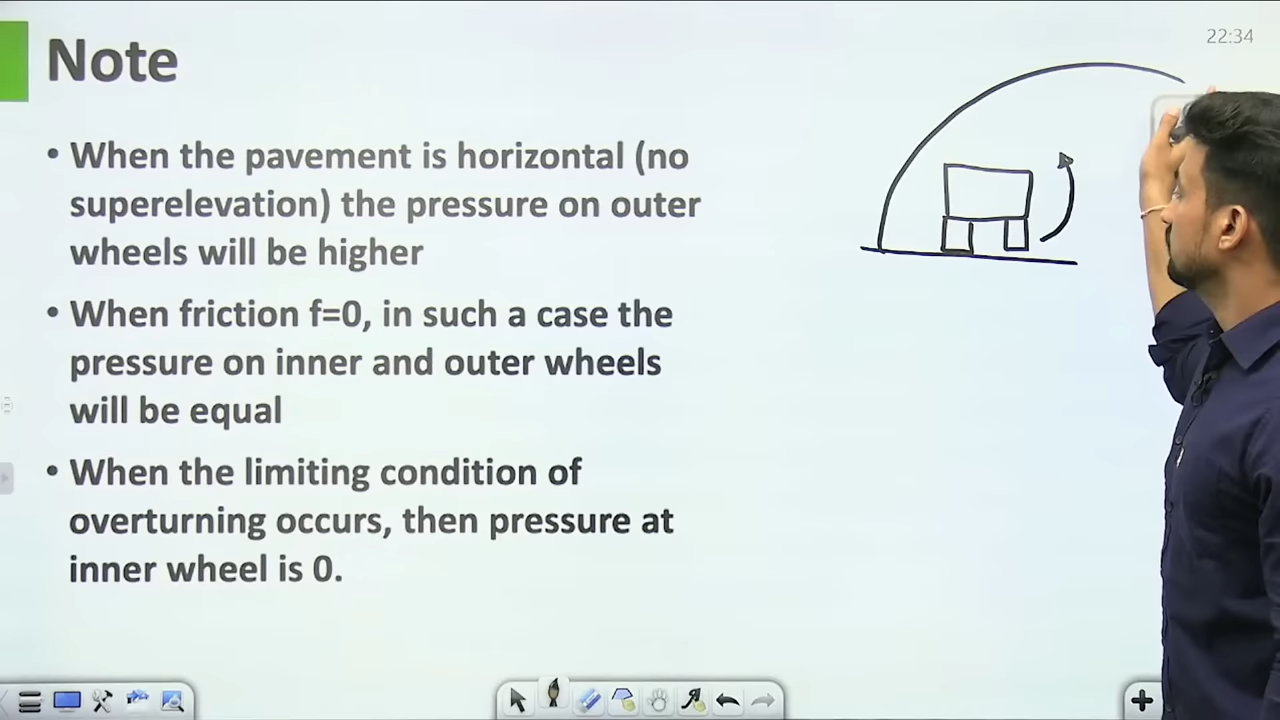 Note
22:34
• When the pavement is horizontal (no
superelevation) the pressure on outer
wheels will be higher
• When friction f=0, in such a case the
pressure on inner and outer wheels
will be equal
• When the limiting condition of
overturning occurs, then pressure at
inner wheel is 0.